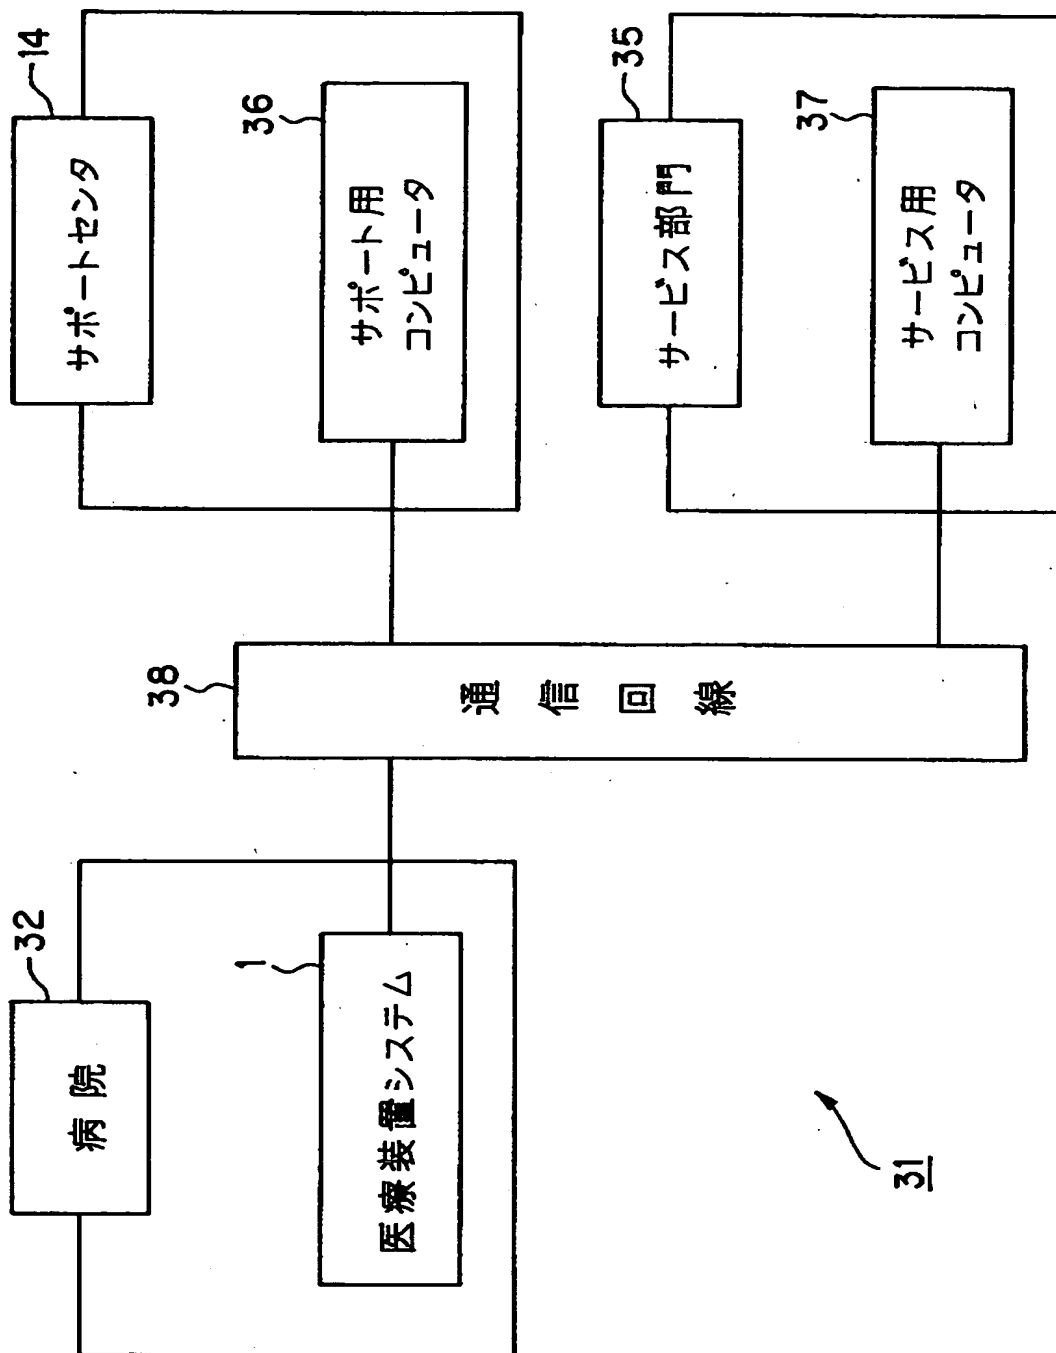 病院
32
医療装置システム
1
通信回線
38
サポートセンタ
14
サポート用
コンピュータ
36
サービス部門
35
サービス用
コンピュータ
37
31